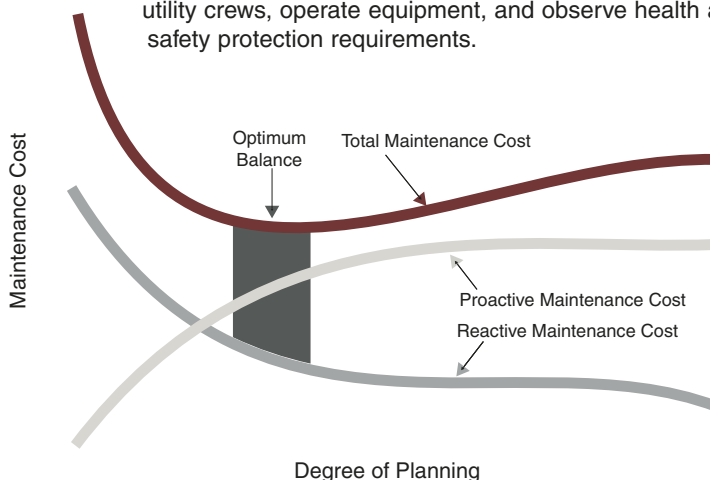 utility crews, operate equipment, and observe health
safety protection requirements.
Optimum
Balance
Total Maintenance Cost
Maintenance Cost
Proactive Maintenance Cost
Reactive Maintenance Cost
Degree of Planning